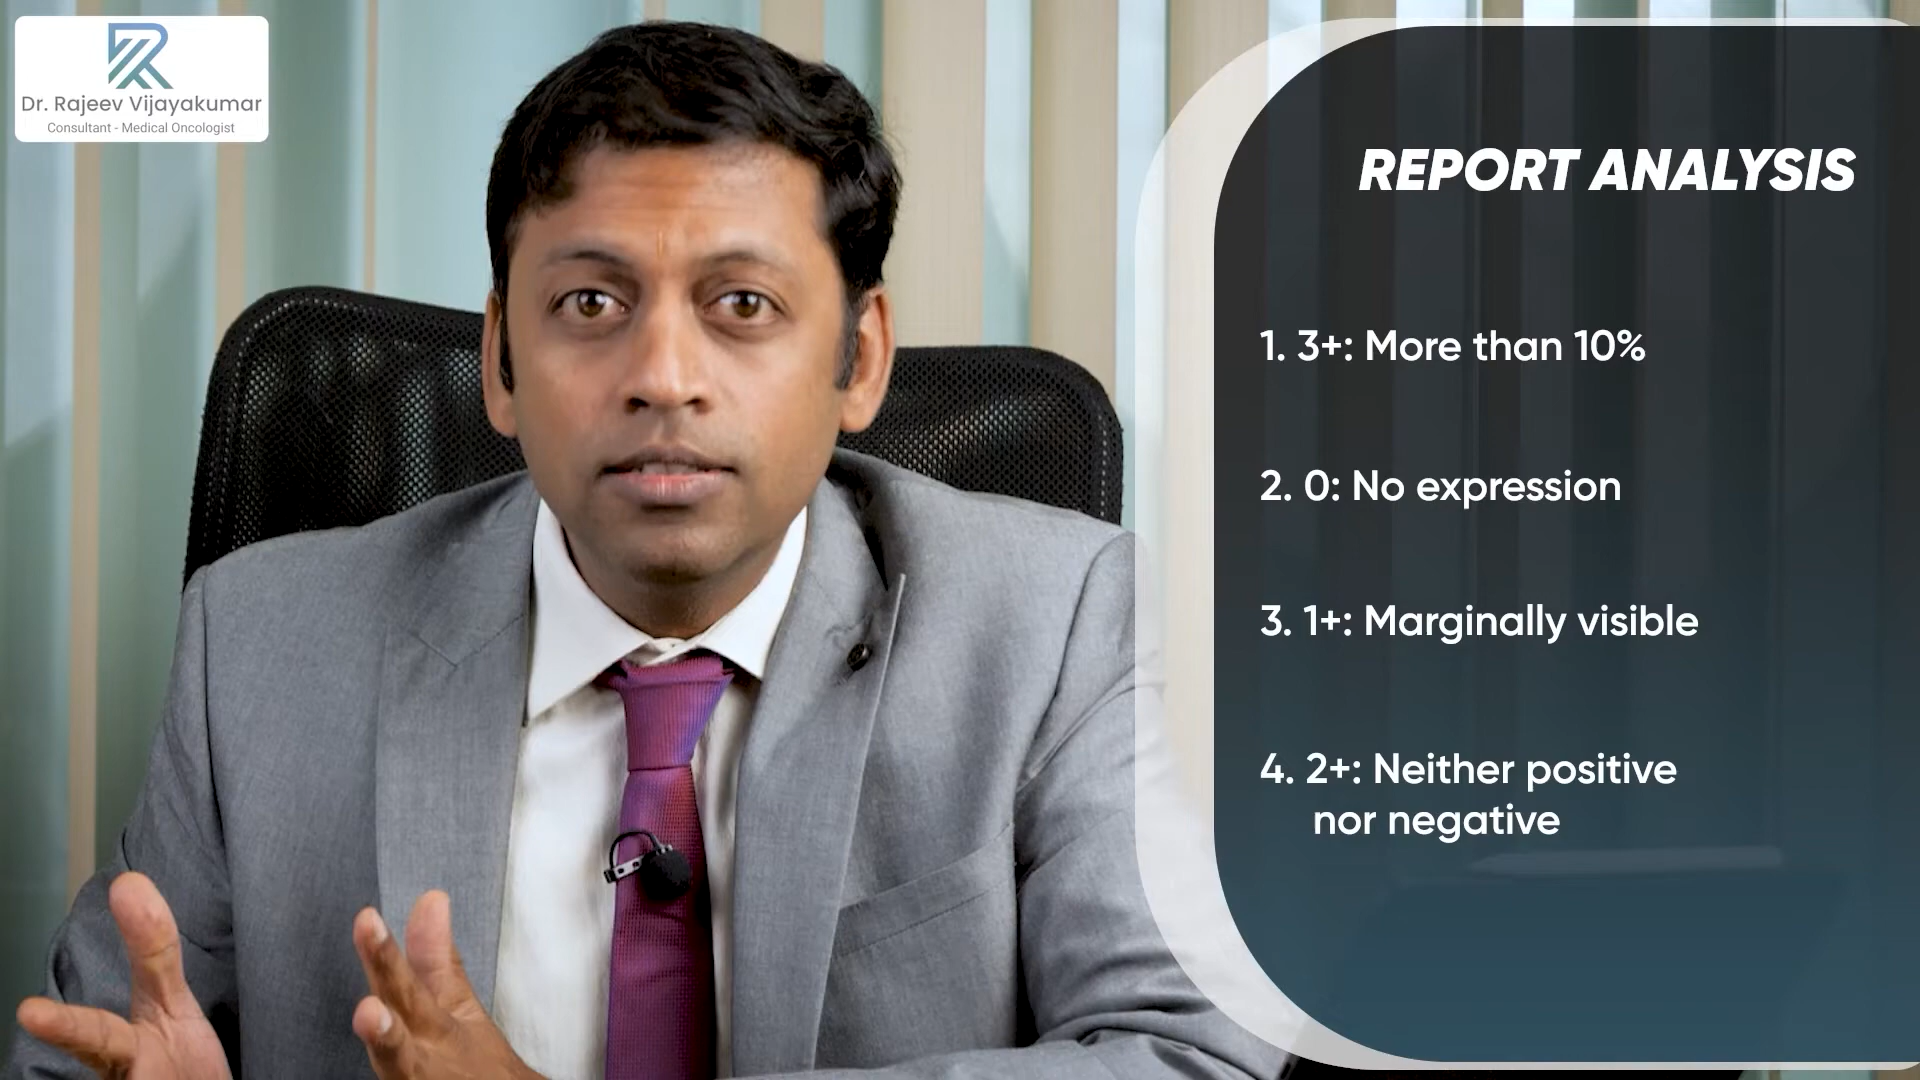 Dr. Rajeev Vijayakumar
Consultant - Medical Oncologist
REPORT ANALYSIS
1. 3+: More than 10%
2. 0: No expression
3. 1+: Marginally visible
4. 2+: Neither positive
nor negative